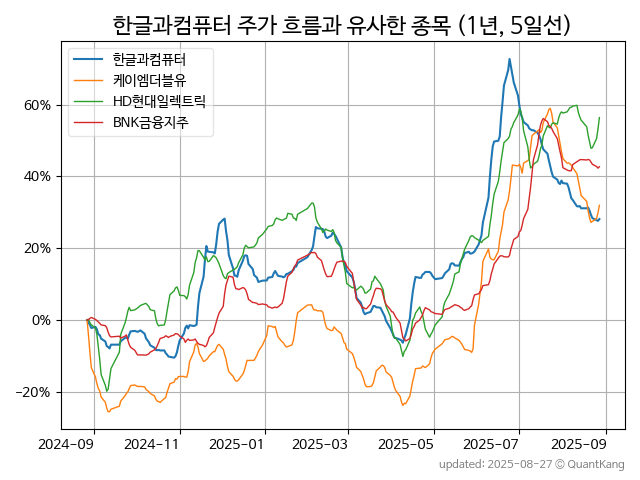 한글과컴퓨터 주가 흐름과 유사한 종목 (1년, 5일선)
한글과컴퓨터
케이엠더블유
HD현대일렉트릭
BNK금융지주
60%
40%
20%
0%
−20%
2024-09 2024-11 2025-01 2025-03 2025-05 2025-07 2025-09
updated: 2025-08-27 © QuantKang